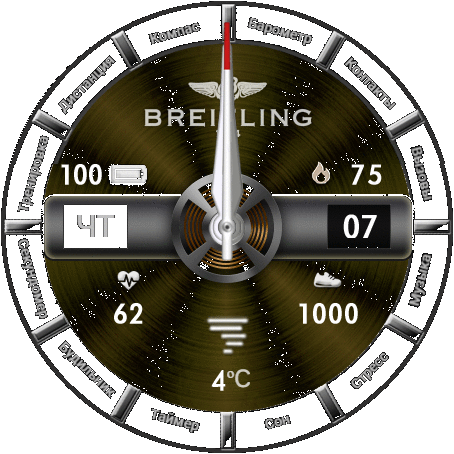 Барометр
Контакты
Вызовы
Музыка
Стресс
Сон
Таймер
Будильник
Секундомер
Тренировка
Дистанция
Компас
BREITLING
100
75
ЧТ
07
62
1000
4°C